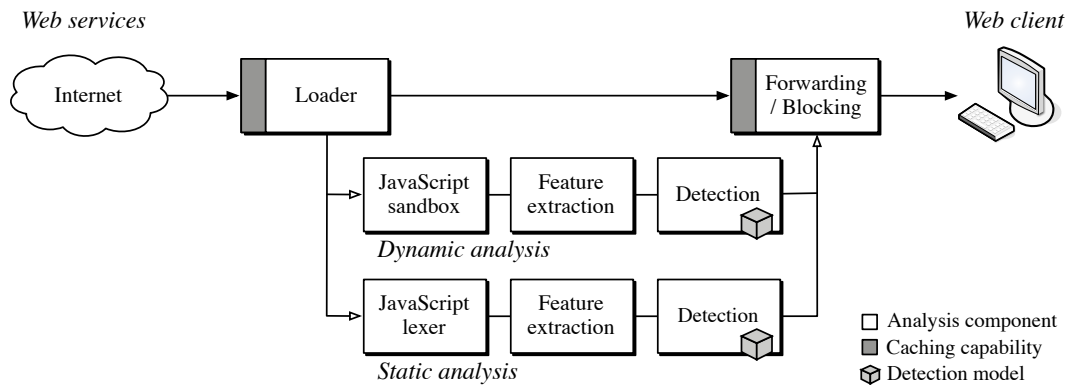 Web services
Web client
Internet
Loader
Forwarding
/ Blocking
JavaScript
sandbox
Feature
extraction
Detection
Dynamic analysis
JavaScript
lexer
Feature
extraction
Detection
Static analysis
Analysis component
Caching capability
Detection model